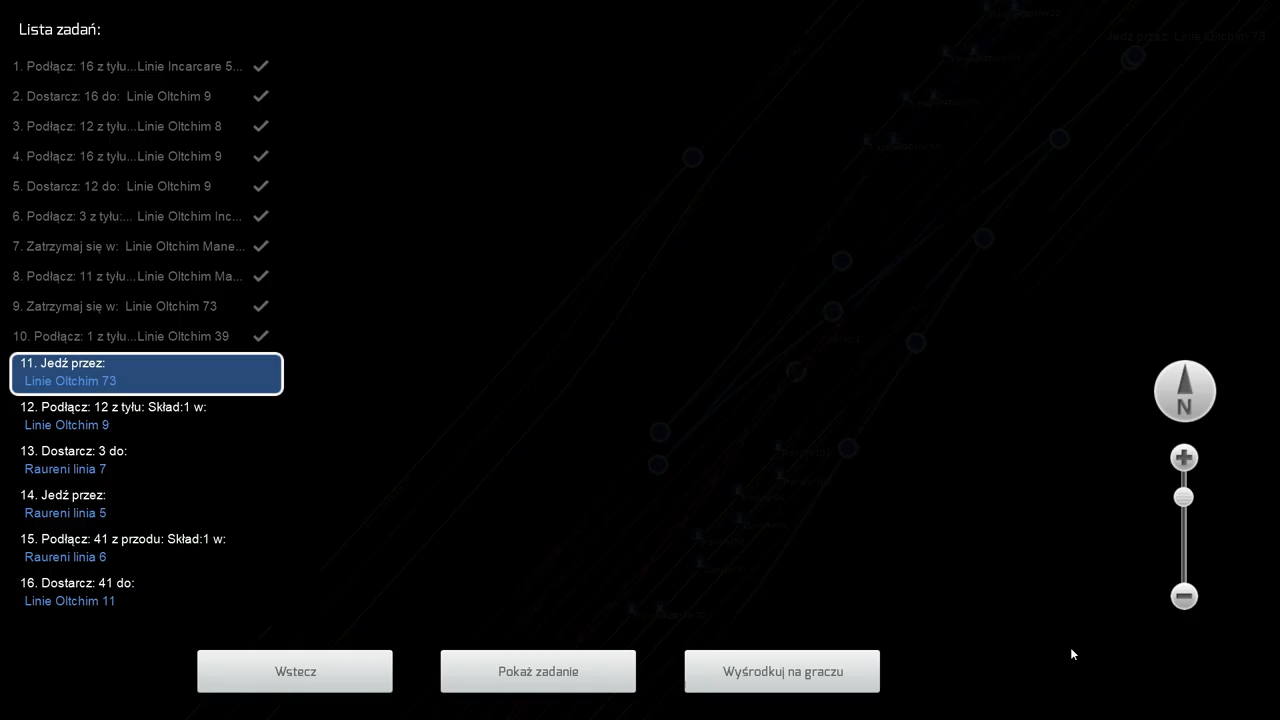 Lista zadań:
Jedź przez: Linie Oltchim 73
1. Podłącz: 16 z tyłu...Linie Incarcare 5...
2. Dostarcz: 16 do: Linie Oltchim 9
3. Podłącz: 12 z tyłu...Linie Oltchim 8
4. Podłącz: 16 z tyłu...Linie Oltchim 9
5. Dostarcz: 12 do: Linie Oltchim 9
6. Podłącz: 3 z tyłu:... Linie Oltchim Inc...
7. Zatrzymaj się w: Linie Oltchim Mane...
8. Podłącz: 11 z tyłu...Linie Oltchim Ma...
9. Zatrzymaj się w: Linie Oltchim 73
10. Podłącz: 1 z tyłu...Linie Oltchim 39
11. Jedź przez:
Linie Oltchim 73
12. Podłącz: 12 z tyłu: Skład:1 w:
Linie Oltchim 9
13. Dostarcz: 3 do:
Raureni linia 7
14. Jedź przez:
Raureni linia 5
15. Podłącz: 41 z przodu: Skład:1 w:
Raureni linia 6
16. Dostarcz: 41 do:
Linie Oltchim 11
N
Wstecz
Pokaż zadanie
Wyśrodkuj na graczu